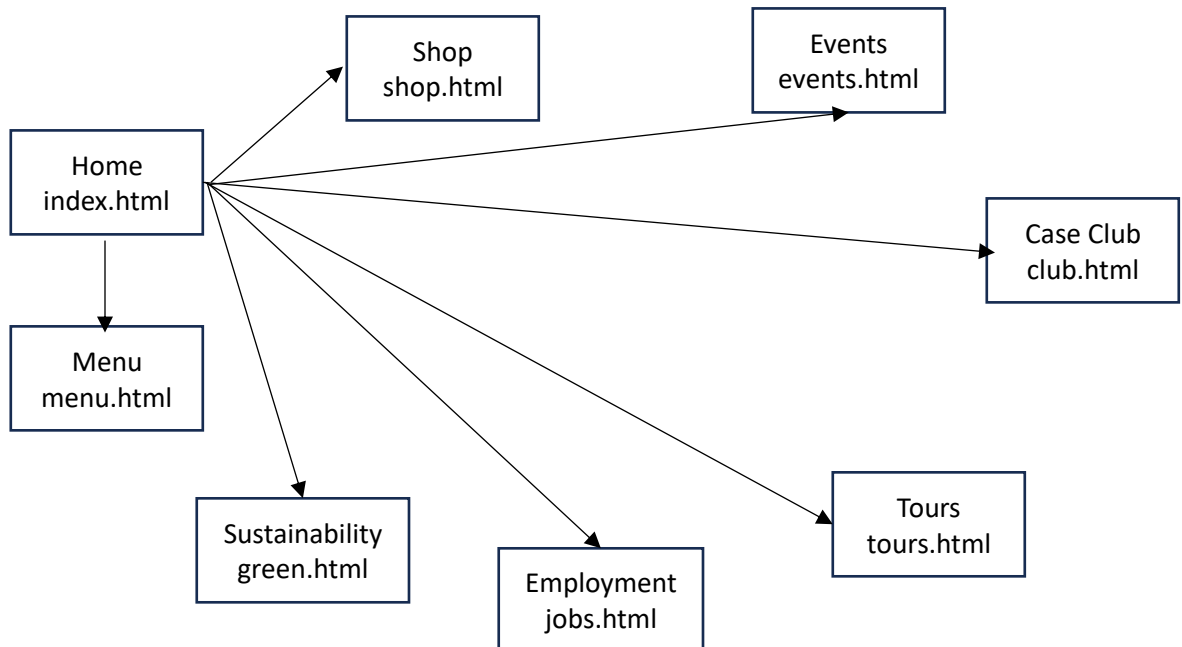 Shop
shop.html
Events
events.html
Home
index.html
Case Club
club.html
Menu
menu.html
Sustainability
green.html
Tours
tours.html
Employment
jobs.html